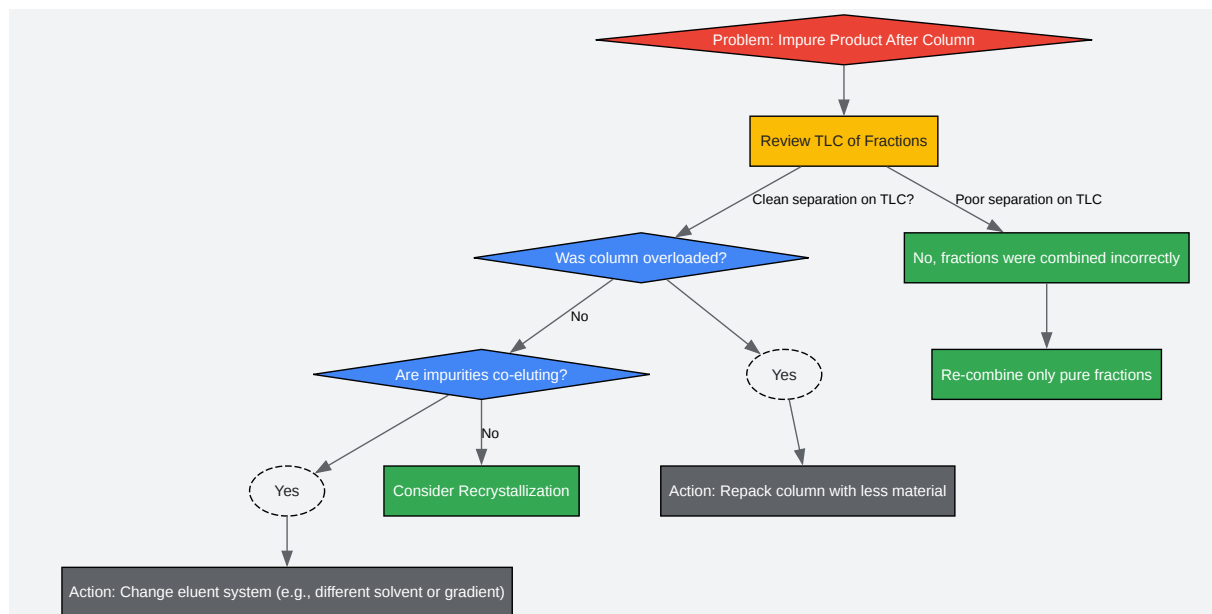 Problem: Impure Product After Column
Review TLC of Fractions
Clean separation on TLC?
Poor separation on TLC
Was column overloaded?
No, fractions were combined incorrectly
No
Are impurities co-eluting?
Yes
Re-combine only pure fractions
No
Yes
Consider Recrystallization
Action: Repack column with less material
Action: Change eluent system (e.g., different solvent or gradient)